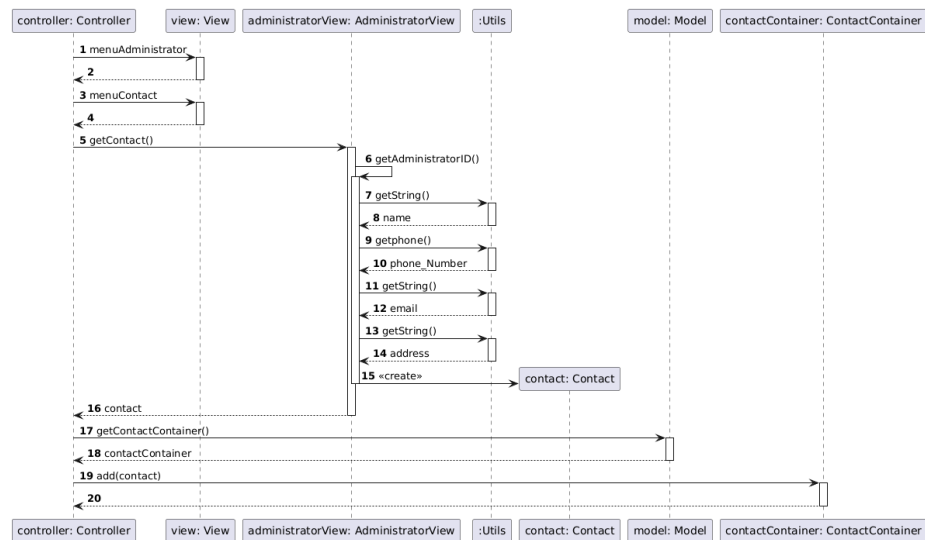 controller: Controller
view: View
administratorView: AdministratorView
:Utils
model: Model
contactContainer: ContactContainer
1 menuAdministrator
2
3 menuContact
4
5 getContact()
6 getAdministratorID()
7 getString()
8 name
9 getphone()
10 phone_Number
11 getString()
12 email
13 getString()
14 address
15 «create»
contact: Contact
16 contact
17 getContactContainer()
18 contactContainer
19 add(contact)
20
controller: Controller
view: View
administratorView: AdministratorView
:Utils
contact: Contact
model: Model
contactContainer: ContactContainer